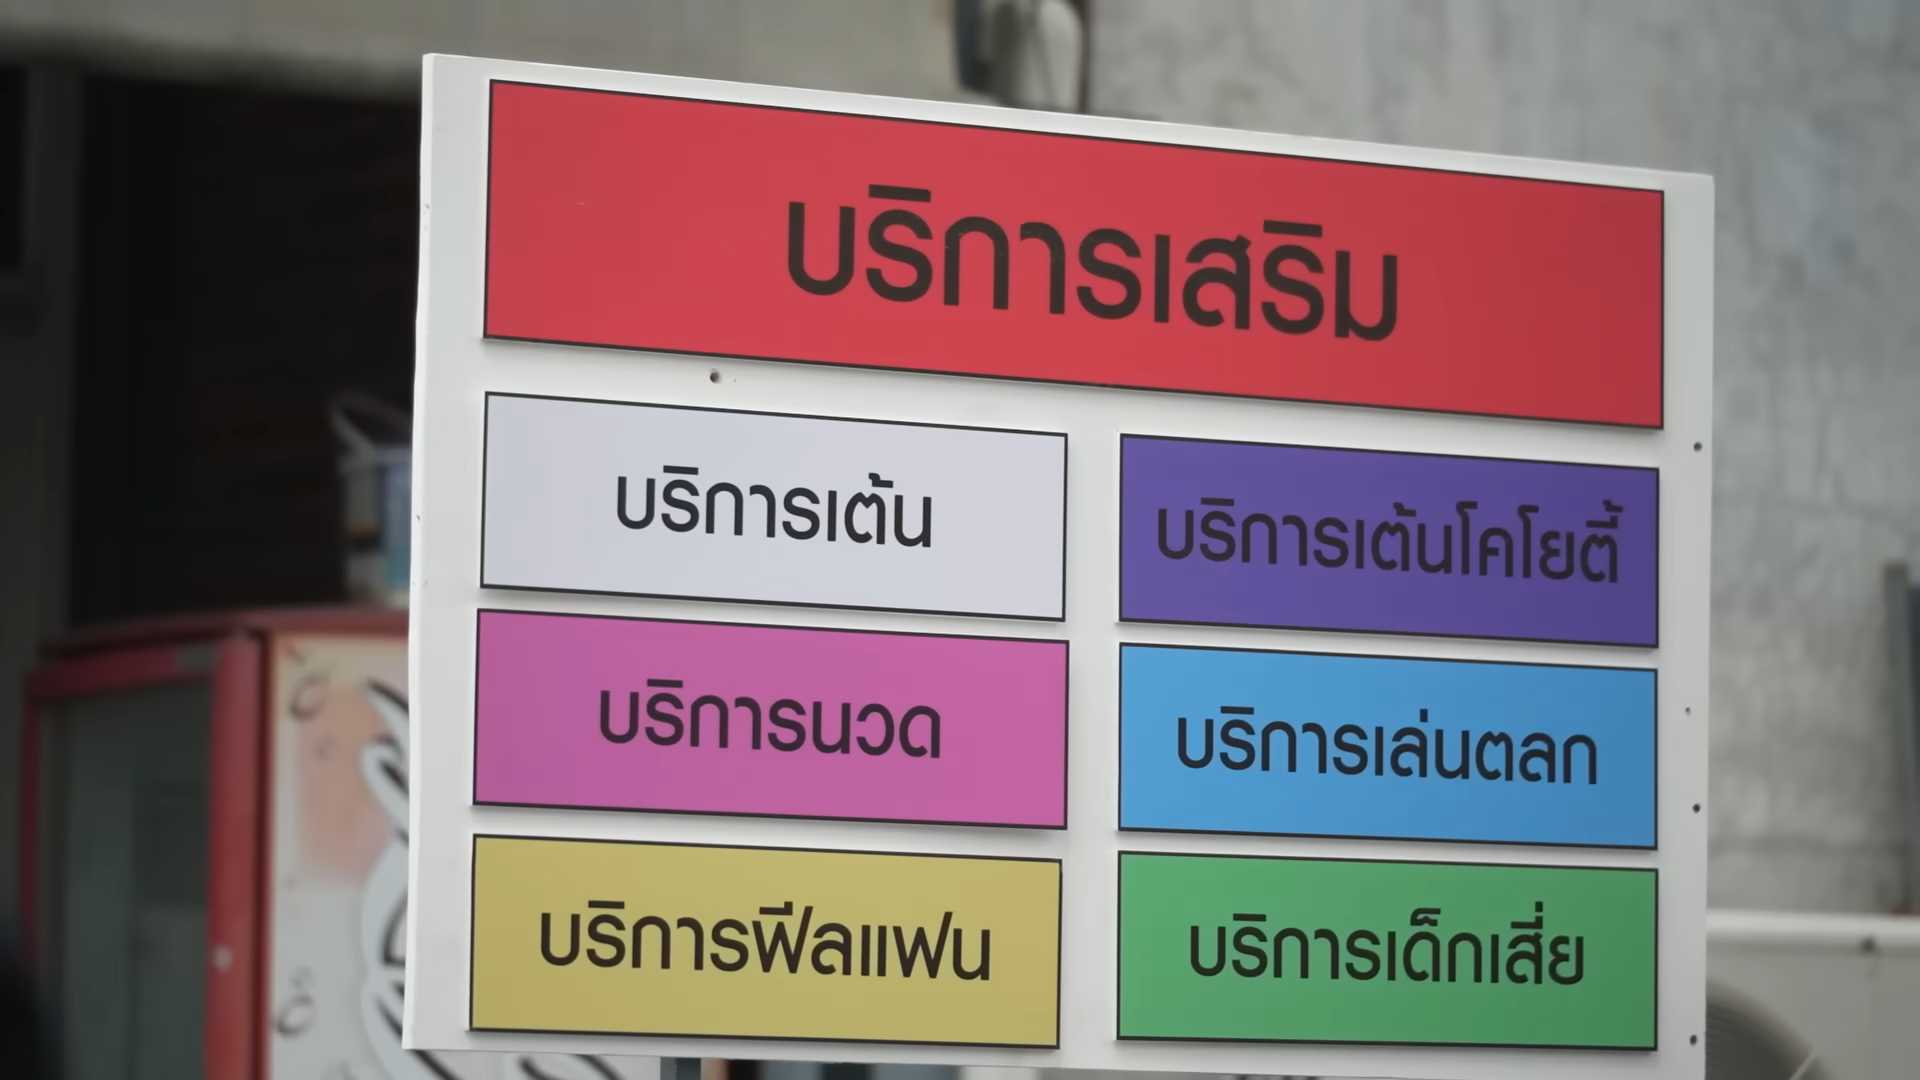 บริการเสริม
บริการเต้น
บริการเต้นโคโยตี้
บริการนวด
บริการเล่นตลก
บริการฟีลแฟน
บริการเด็กเสี่ย